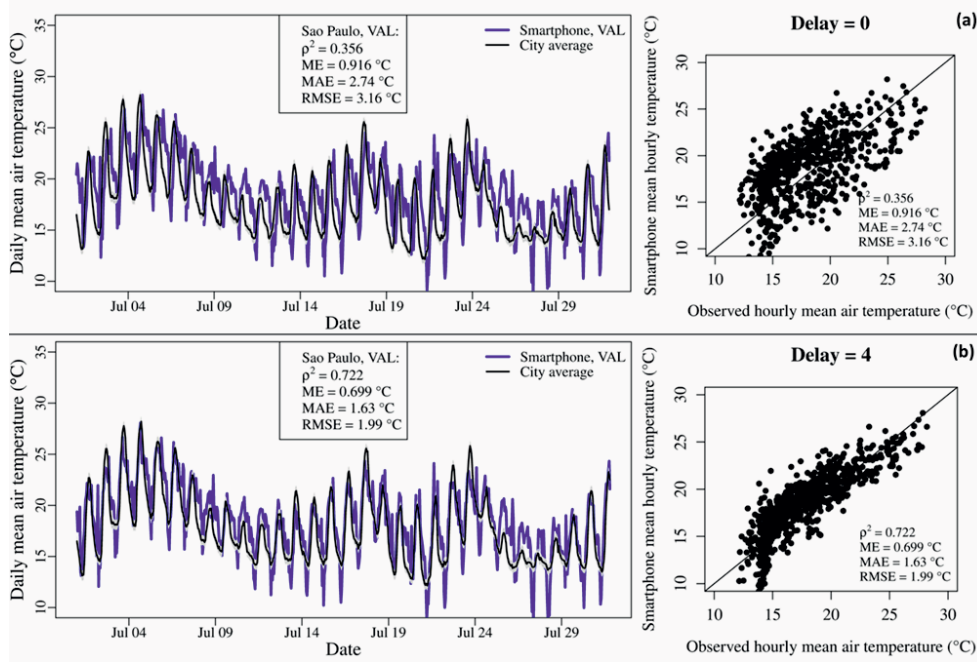 (a)
Daily mean air temperature (°C)
35
30
25
20
15
10
Sao Paulo, VAL:
ρ² = 0.356
ME = 0.916 °C
MAE = 2.74 °C
RMSE = 3.16 °C
Smartphone, VAL
City average
Jul 04
Jul 09
Jul 14
Jul 19
Jul 24
Jul 29
Date
Delay = 0
Smartphone mean hourly temperature (°C)
30
25
20
15
10
ρ² = 0.356
ME = 0.916 °C
MAE = 2.74 °C
RMSE = 3.16 °C
10
15
20
25
30
Observed hourly mean air temperature (°C)
(b)
Daily mean air temperature (°C)
35
30
25
20
15
10
Sao Paulo, VAL:
ρ² = 0.722
ME = 0.699 °C
MAE = 1.63 °C
RMSE = 1.99 °C
Smartphone, VAL
City average
Jul 04
Jul 09
Jul 14
Jul 19
Jul 24
Jul 29
Date
Delay = 4
Smartphone mean hourly temperature (°C)
30
25
20
15
10
ρ² = 0.722
ME = 0.699 °C
MAE = 1.63 °C
RMSE = 1.99 °C
10
15
20
25
30
Observed hourly mean air temperature (°C)